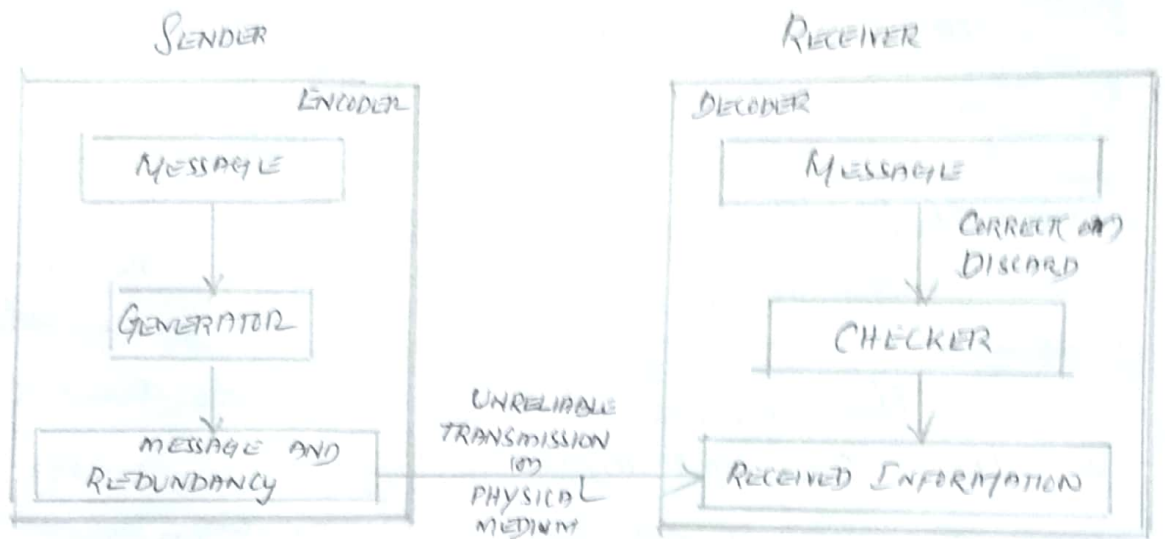 SENDER
RECEIVER
ENCODER
MESSAGE
GENERATOR
MESSAGE AND
REDUNDANCY
UNRELIABLE
TRANSMISSION
(OR)
PHYSICAL
MEDIUM
DECODER
MESSAGE
CORRECT (OR)
DISCARD
CHECKER
RECEIVED INFORMATION